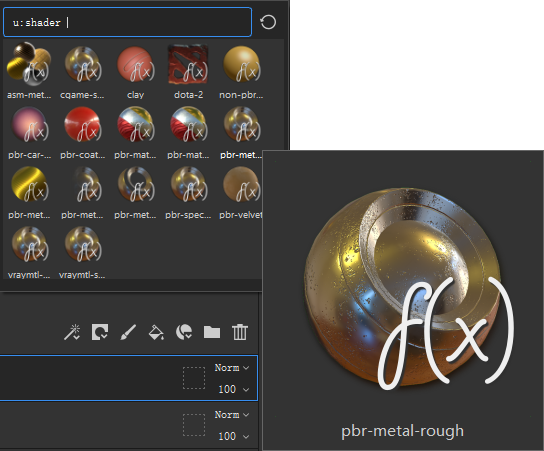 u:shader
asm-met...
cgame-s...
clay
dota-2
non-pbr...
pbr-car-...
pbr-coat...
pbr-mat...
pbr-mat...
pbr-met...
pbr-met...
pbr-met...
pbr-met...
pbr-spec...
pbr-velvet
vraymtl-...
vraymtl-s...
f(x)
pbr-metal-rough
Norm
100
Norm
100